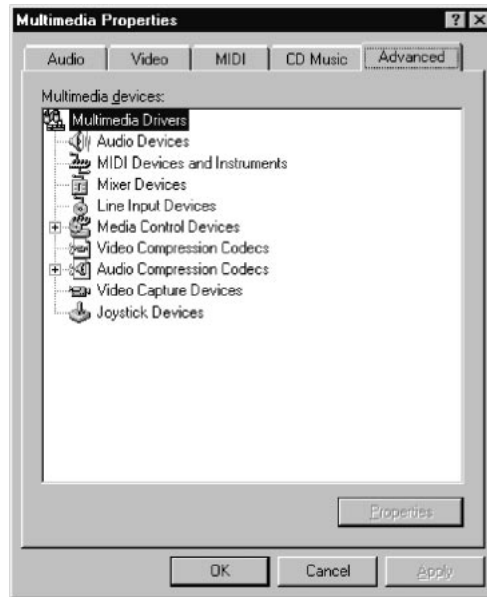 Multimedia Properties
Audio Video MIDI CD Music Advanced
Multimedia devices:
Multimedia Drivers
Audio Devices
MIDI Devices and Instruments
Mixer Devices
Line Input Devices
Media Control Devices
Video Compression Codecs
Audio Compression Codecs
Video Capture Devices
Joystick Devices
Properties
OK Cancel Apply